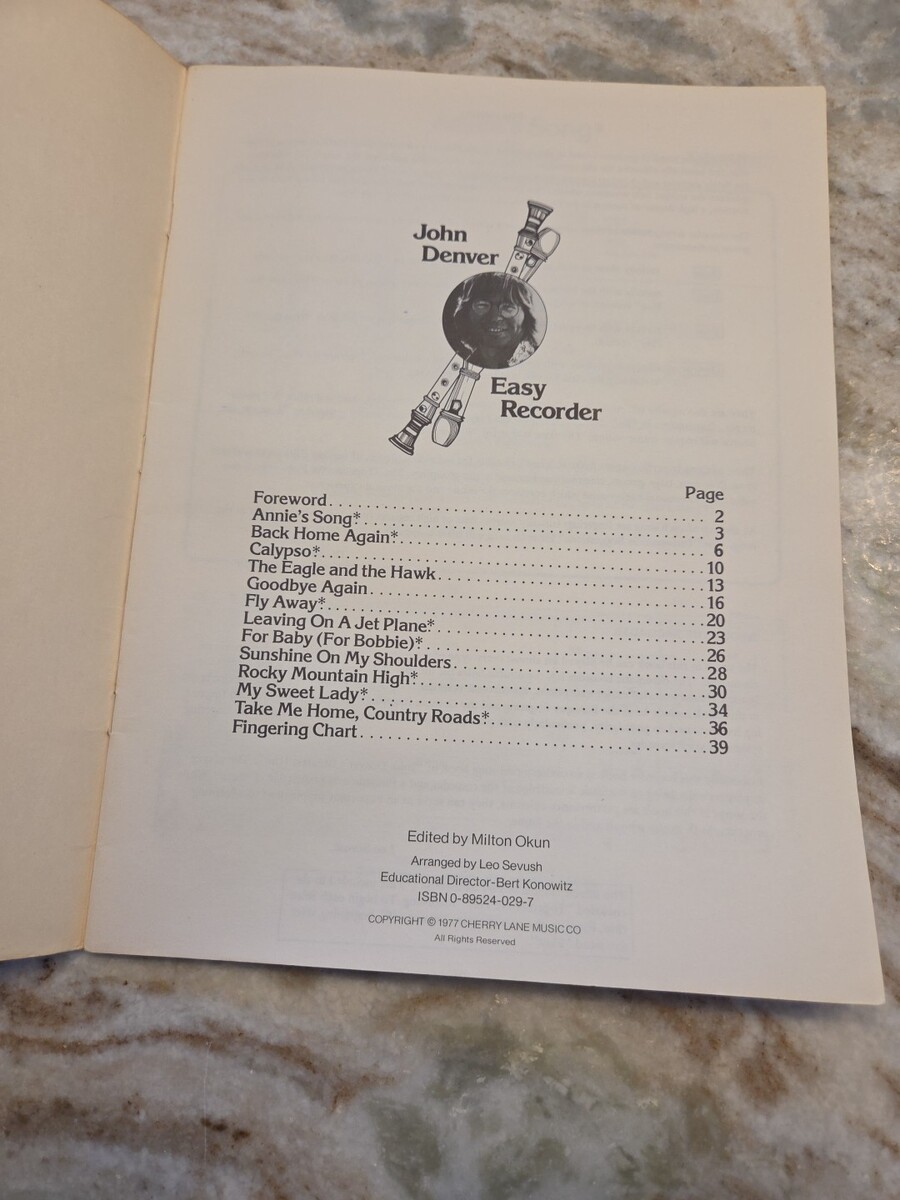 John
Denver
Easy
Recorder
Page
Foreword. . . . . . . . . . . . . . . . . . . . . . . . . . . . . . . . . . . . . . . . 2
Annie's Song*. . . . . . . . . . . . . . . . . . . . . . . . . . . . . . . . . . . . . 3
Back Home Again*. . . . . . . . . . . . . . . . . . . . . . . . . . . . . . . . . 6
Calypso*. . . . . . . . . . . . . . . . . . . . . . . . . . . . . . . . . . . . . . . . 10
The Eagle and the Hawk. . . . . . . . . . . . . . . . . . . . . . . . . . . . 13
Goodbye Again. . . . . . . . . . . . . . . . . . . . . . . . . . . . . . . . . . . 16
Fly Away*. . . . . . . . . . . . . . . . . . . . . . . . . . . . . . . . . . . . . . . 20
Leaving On A Jet Plane*. . . . . . . . . . . . . . . . . . . . . . . . . . . . 23
For Baby (For Bobbie)*. . . . . . . . . . . . . . . . . . . . . . . . . . . . . 26
Sunshine On My Shoulders. . . . . . . . . . . . . . . . . . . . . . . . . . 28
Rocky Mountain High*. . . . . . . . . . . . . . . . . . . . . . . . . . . . . 30
My Sweet Lady*. . . . . . . . . . . . . . . . . . . . . . . . . . . . . . . . . . 34
Take Me Home, Country Roads*. . . . . . . . . . . . . . . . . . . . . . 36
Fingering Chart. . . . . . . . . . . . . . . . . . . . . . . . . . . . . . . . . . . 39
Edited by Milton Okun
Arranged by Leo Sevush
Educational Director-Bert Konowitz
ISBN 0-89524-029-7
COPYRIGHT © 1977 CHERRY LANE MUSIC CO
All Rights Reserved